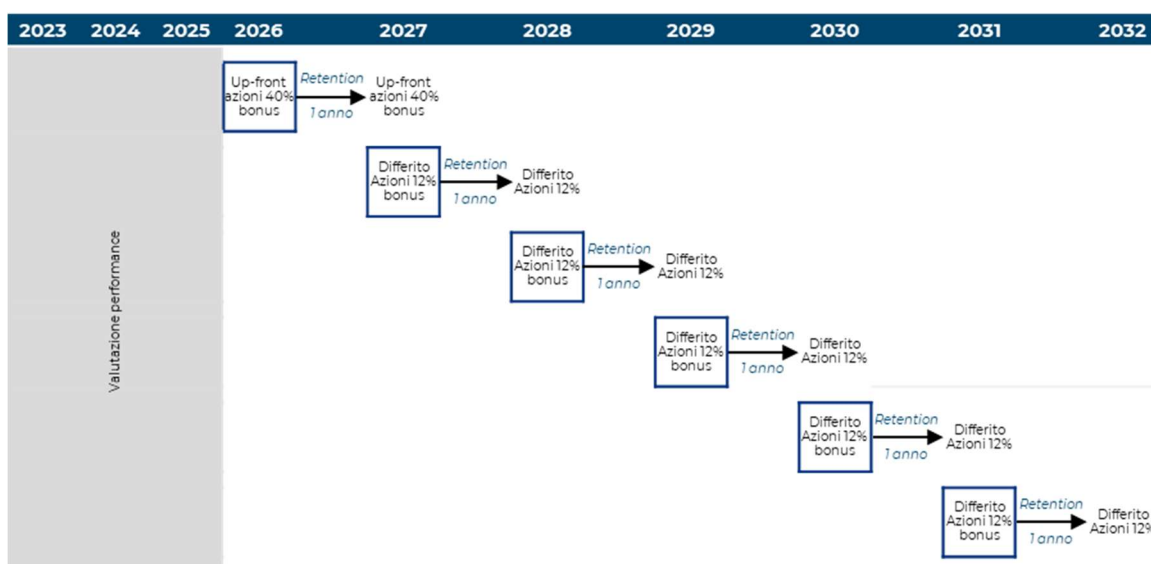 2023 2024 2025 2026 2027 2028 2029 2030 2031 2032
Valutazione performance
Up-front
azioni 40%
bonus
Retention
1 anno
Up-front
azioni 40%
bonus
Differito
Azioni 12%
bonus
Retention
1 anno
Differito
Azioni 12%
Differito
Azioni 12%
bonus
Retention
1 anno
Differito
Azioni 12%
Differito
Azioni 12%
bonus
Retention
1 anno
Differito
Azioni 12%
Differito
Azioni 12%
bonus
Retention
1 anno
Differito
Azioni 12%
Differito
Azioni 12%
bonus
Retention
1 anno
Differito
Azioni 12%